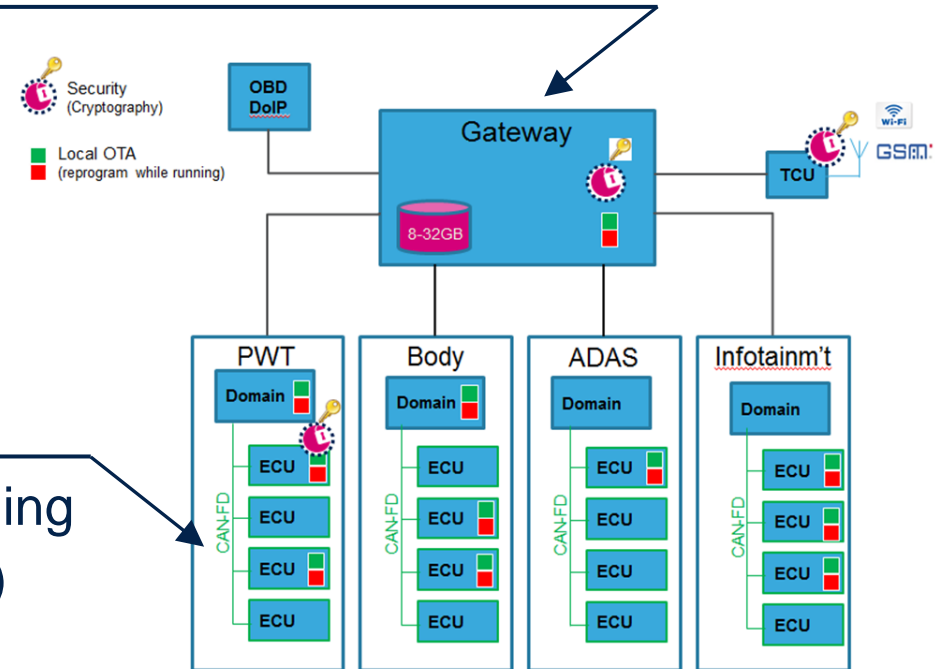 Security
(Cryptography)
Local OTA
(reprogram while running)
OBD
DoIP
Gateway
8-32GB
TCU
Wi-Fi
GSM
PWT
Domain
CAN-FD
ECU
ECU
ECU
ECU
Body
Domain
CAN-FD
ECU
ECU
ECU
ECU
ADAS
Domain
CAN-FD
ECU
ECU
ECU
ECU
Infotainm't
Domain
CAN-FD
ECU
ECU
ECU
ECU
ing
)